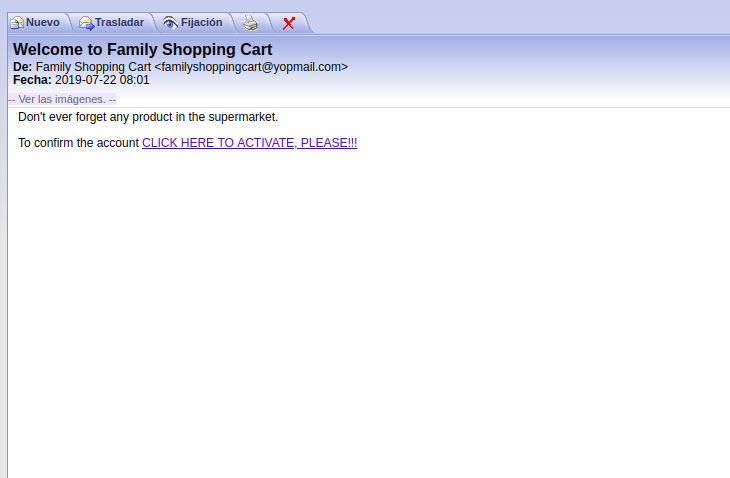 Nuevo Trasladar Fijación
Welcome to Family Shopping Cart
De: Family Shopping Cart <familyshoppingcart@yopmail.com>
Fecha: 2019-07-22 08:01
-- Ver las imágenes. --
Don't ever forget any product in the supermarket.
To confirm the account CLICK HERE TO ACTIVATE, PLEASE!!!